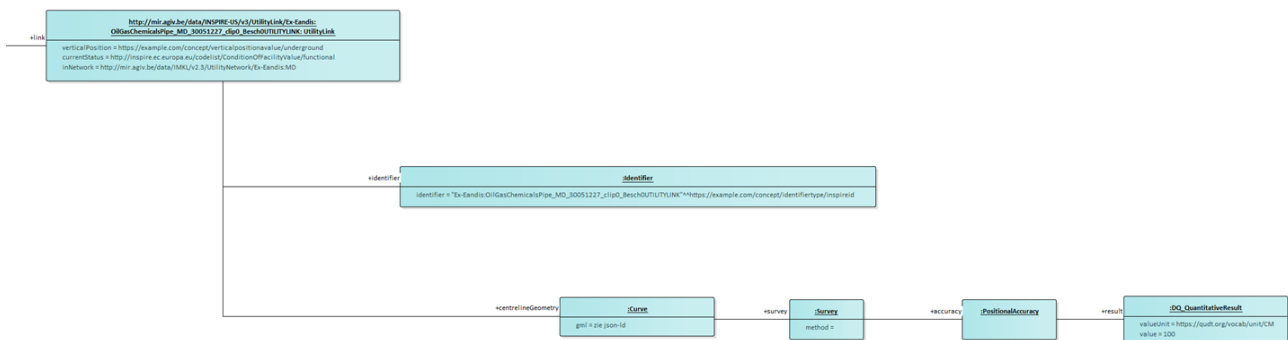 http://mir.agiv.be/data/INSPIRE-US/v3/UtilityLink/Ex-Eandis:
OilGasChemicalsPipe_MD_30051227_clip0_Besch0UTILITYLINK: UtilityLink
+link
verticalPosition = https://example.com/concept/verticalpositionavalue/underground
currentStatus = http://inspire.ec.europa.eu/codelist/ConditionOfFacilityValue/functional
inNetwork = http://mir.agiv.be/data/IMKL/v2.3/UtilityNetwork/Ex-Eandis:MD
+identifier
:Identifier
identifier = "Ex-Eandis:OilGasChemicalsPipe_MD_30051227_clip0_Besch0UTILITYLINK"^^https://example.com/concept/identifiertype/inspireid
+centrelineGeometry
:Curve
gml = zie json-ld
+survey
:Survey
method =
+accuracy
:PositionalAccuracy
+result
:DQ_QuantitativeResult
valueUnit = https://qudt.org/vocab/unit/CM
value = 100